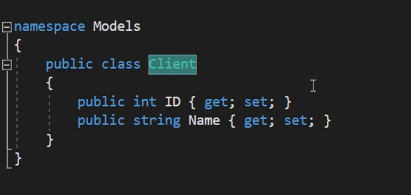 namespace Models
{
public class Client
{
public int ID { get; set; }
public string Name { get; set; }
}
}